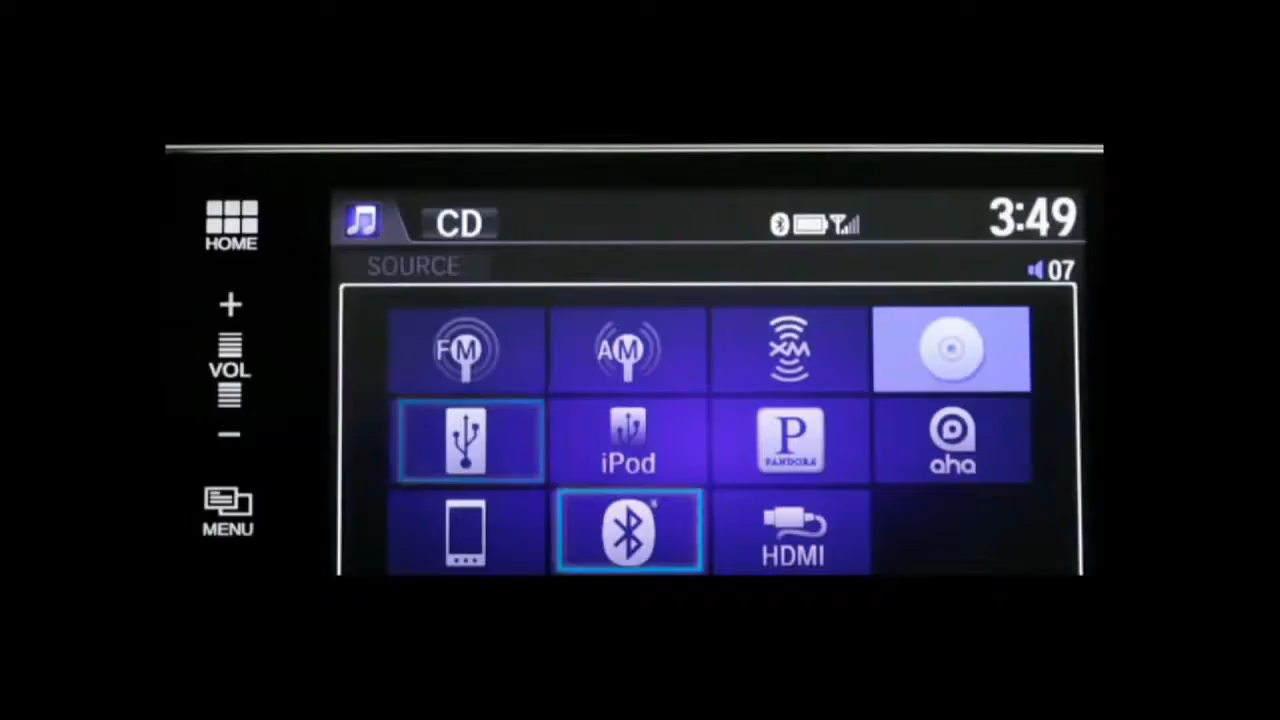 HOME
CD
3:49
SOURCE
07
+
VOL
−
MENU
FM
AM
XM
iPod
P
PANDORA
aha
HDMI